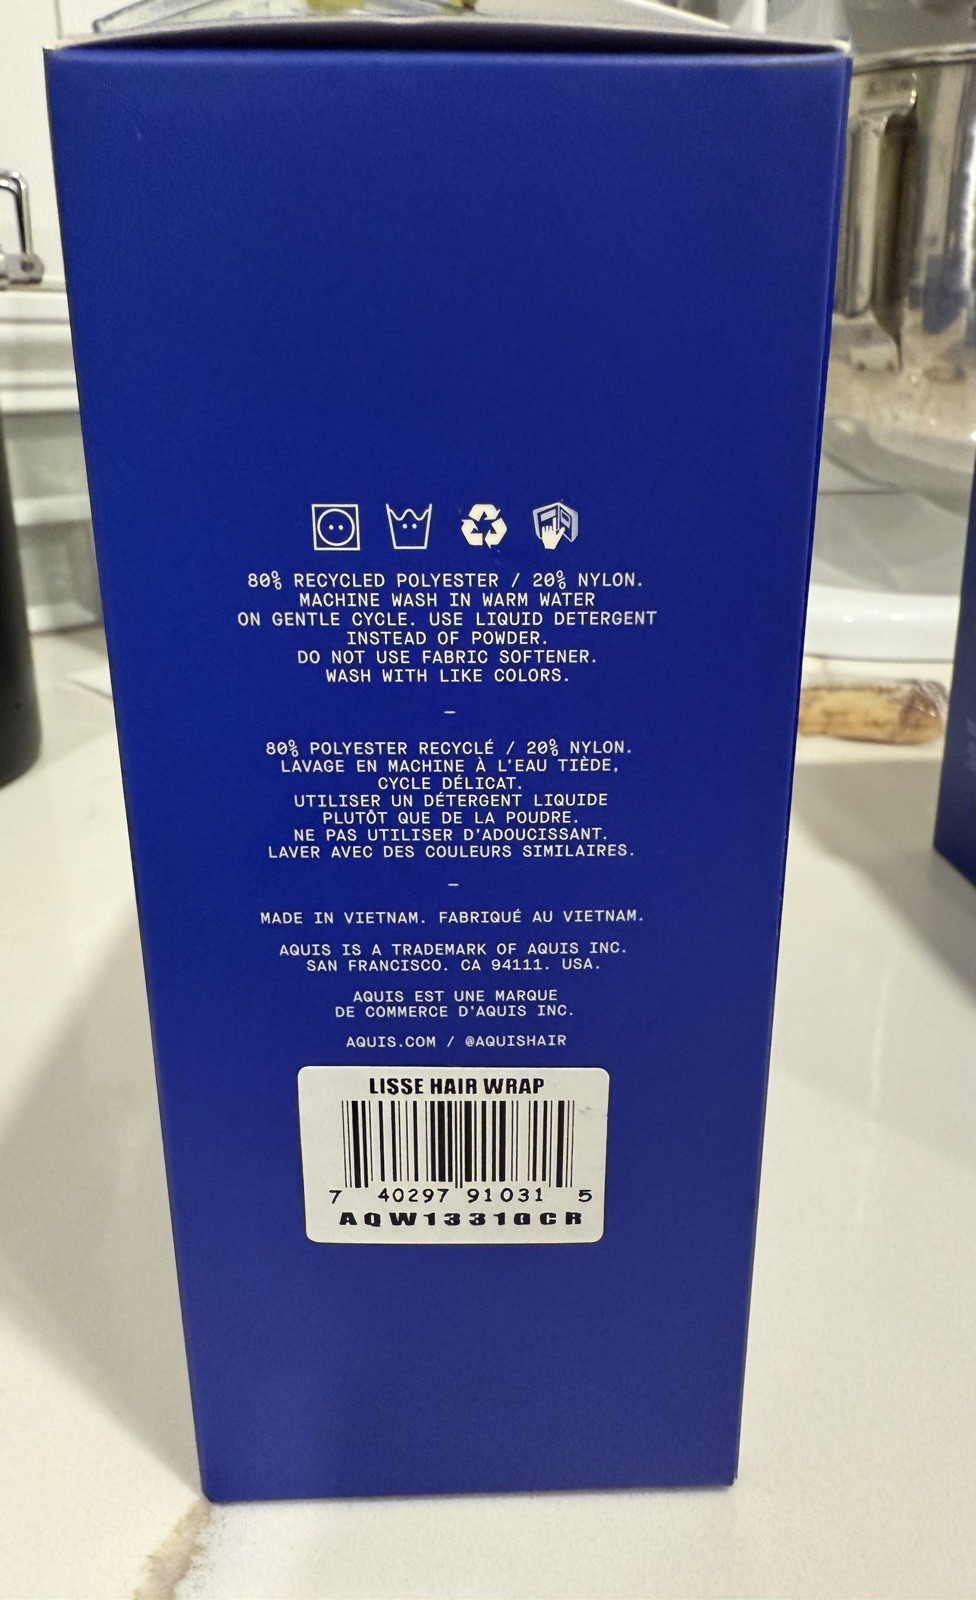 80% RECYCLED POLYESTER / 20% NYLON.
MACHINE WASH IN WARM WATER
ON GENTLE CYCLE. USE LIQUID DETERGENT
INSTEAD OF POWDER.
DO NOT USE FABRIC SOFTENER.
WASH WITH LIKE COLORS.
–
80% POLYESTER RECYCLÉ / 20% NYLON.
LAVAGE EN MACHINE À L'EAU TIÈDE,
CYCLE DÉLICAT.
UTILISER UN DÉTERGENT LIQUIDE
PLUTÔT QUE DE LA POUDRE.
NE PAS UTILISER D'ADOUCISSANT.
LAVER AVEC DES COULEURS SIMILAIRES.
–
MADE IN VIETNAM. FABRIQUÉ AU VIETNAM.
AQUIS IS A TRADEMARK OF AQUIS INC.
SAN FRANCISCO. CA 94111. USA.
AQUIS EST UNE MARQUE
DE COMMERCE D'AQUIS INC.
AQUIS.COM / @AQUISHAIR
LISSE HAIR WRAP
7 40297 91031 5
AQW13310CR